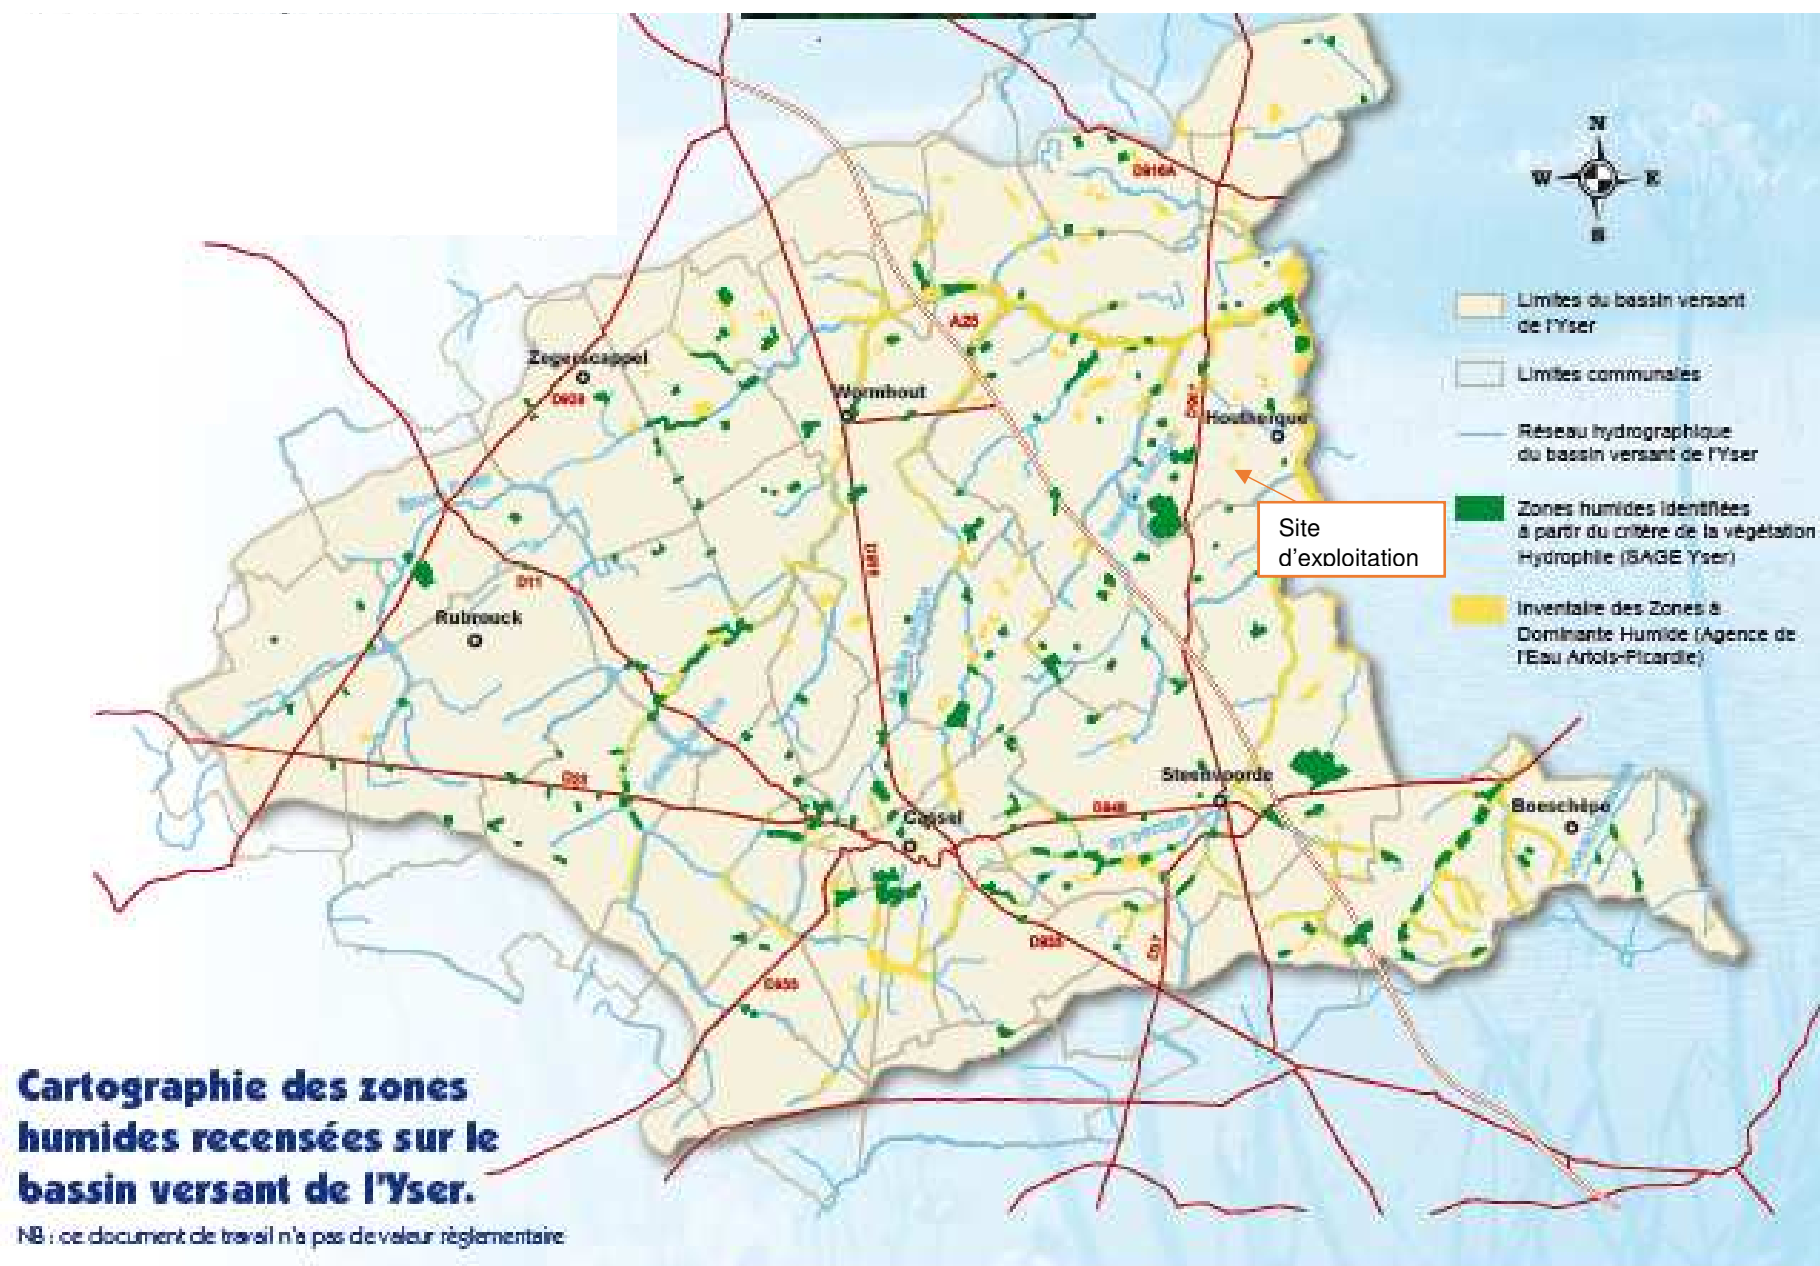 D916A
N
W
E
S
A25
Limites du bassin versant
de l'Yser
Zegerscappel
Limites communales
D928
Wormhout
Houtkerque
Réseau hydrographique
du bassin versant de l'Yser
Zones humides identifiées
à partir du critère de la végétation
Hydrophile (SAGE Yser)
Site
d'exploitation
D11
Rubrouck
Inventaire des Zones à
Dominante Humide (Agence de
l'Eau Artois-Picardie)
Steenvoorde
D948
Boeschèpe
Cassel
D933
Cartographie des zones
humides recensées sur le
bassin versant de l'Yser.
NB : ce document de travail n'a pas de valeur règlementaire